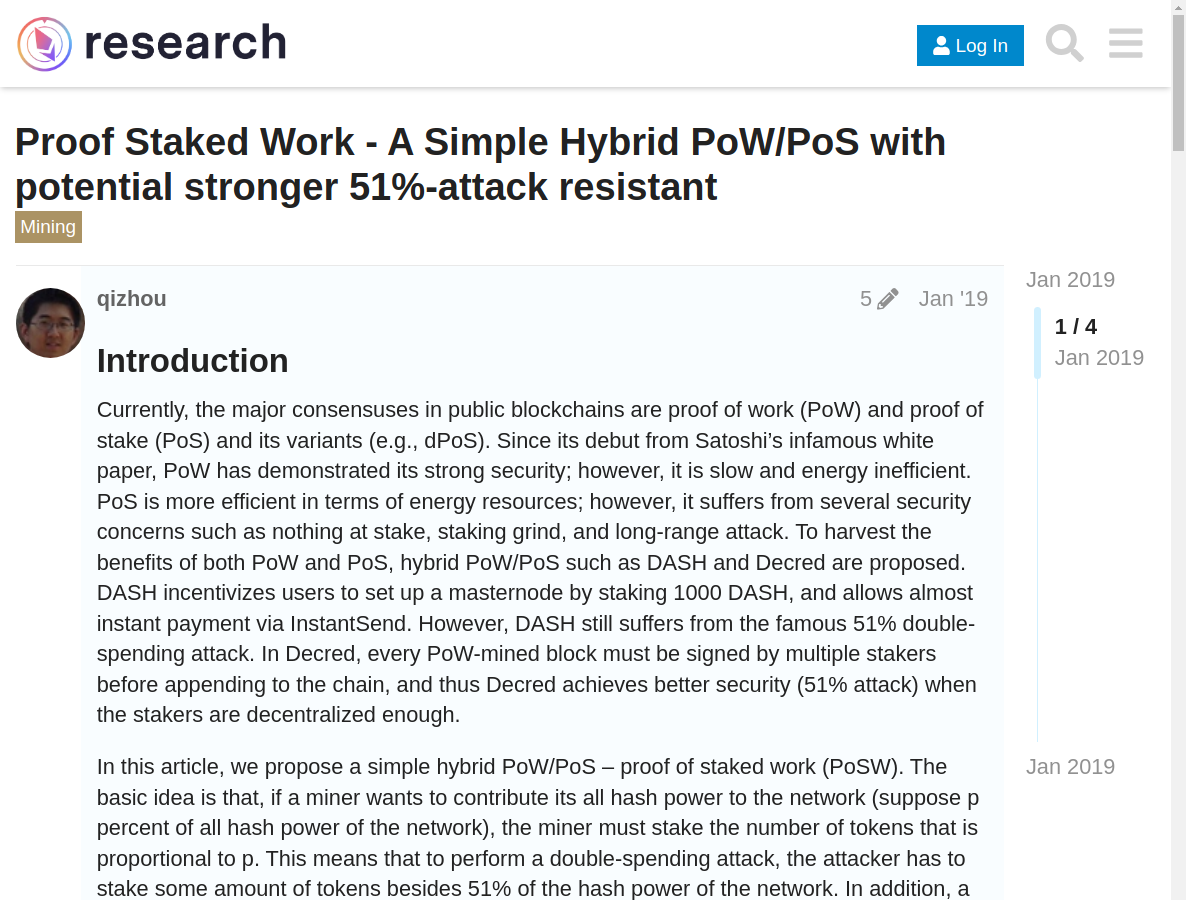 research
Log In
Proof Staked Work - A Simple Hybrid PoW/PoS with
potential stronger 51%-attack resistant
Mining
qizhou
5
Jan '19
Jan 2019
1 / 4
Jan 2019
Introduction
Currently, the major consensuses in public blockchains are proof of work (PoW) and proof of
stake (PoS) and its variants (e.g., dPoS). Since its debut from Satoshi’s infamous white
paper, PoW has demonstrated its strong security; however, it is slow and energy inefficient.
PoS is more efficient in terms of energy resources; however, it suffers from several security
concerns such as nothing at stake, staking grind, and long-range attack. To harvest the
benefits of both PoW and PoS, hybrid PoW/PoS such as DASH and Decred are proposed.
DASH incentivizes users to set up a masternode by staking 1000 DASH, and allows almost
instant payment via InstantSend. However, DASH still suffers from the famous 51% double-
spending attack. In Decred, every PoW-mined block must be signed by multiple stakers
before appending to the chain, and thus Decred achieves better security (51% attack) when
the stakers are decentralized enough.
In this article, we propose a simple hybrid PoW/PoS – proof of staked work (PoSW). The
basic idea is that, if a miner wants to contribute its all hash power to the network (suppose p
percent of all hash power of the network), the miner must stake the number of tokens that is
proportional to p. This means that to perform a double-spending attack, the attacker has to
stake some amount of tokens besides 51% of the hash power of the network. In addition, a
Jan 2019